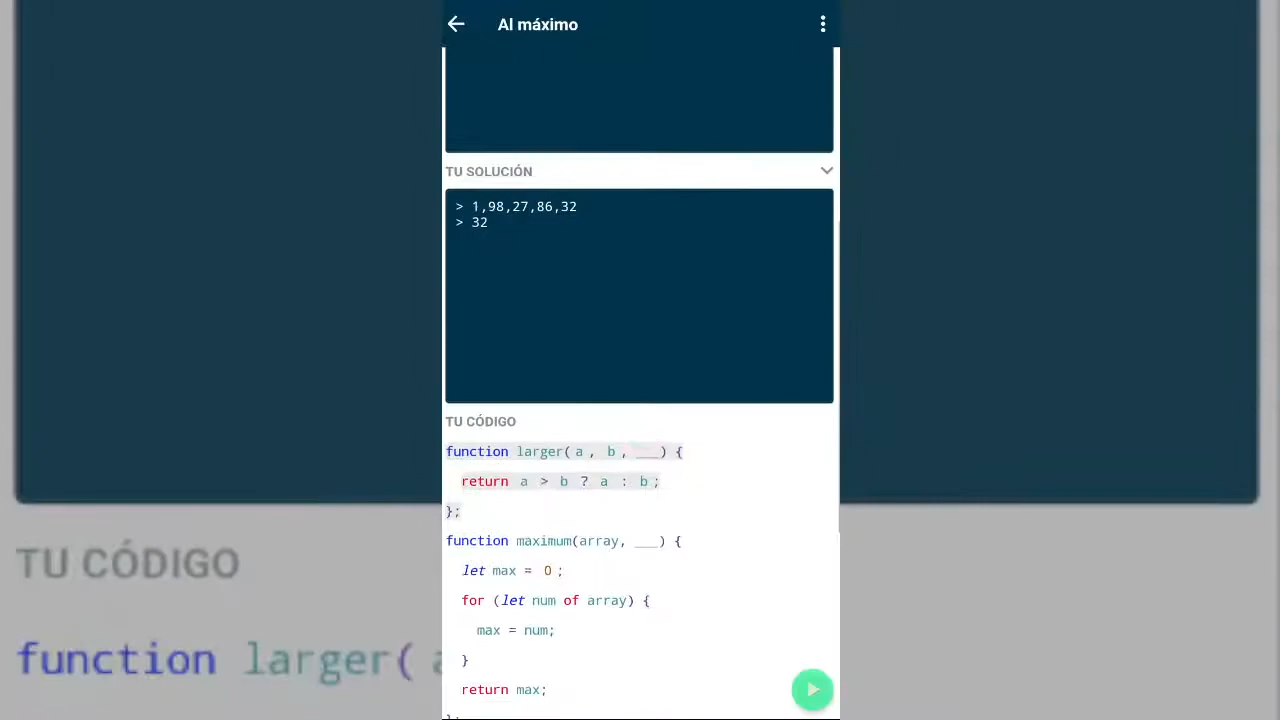 Al máximo
TU SOLUCIÓN
> 1,98,27,86,32
> 32
TU CÓDIGO
function larger( a , b , ___) {
return a > b ? a : b ;
};
function maximum(array, ___) {
let max = 0 ;
for (let num of array) {
max = num;
}
return max;
};
TU CÓDIGO
function larger( a